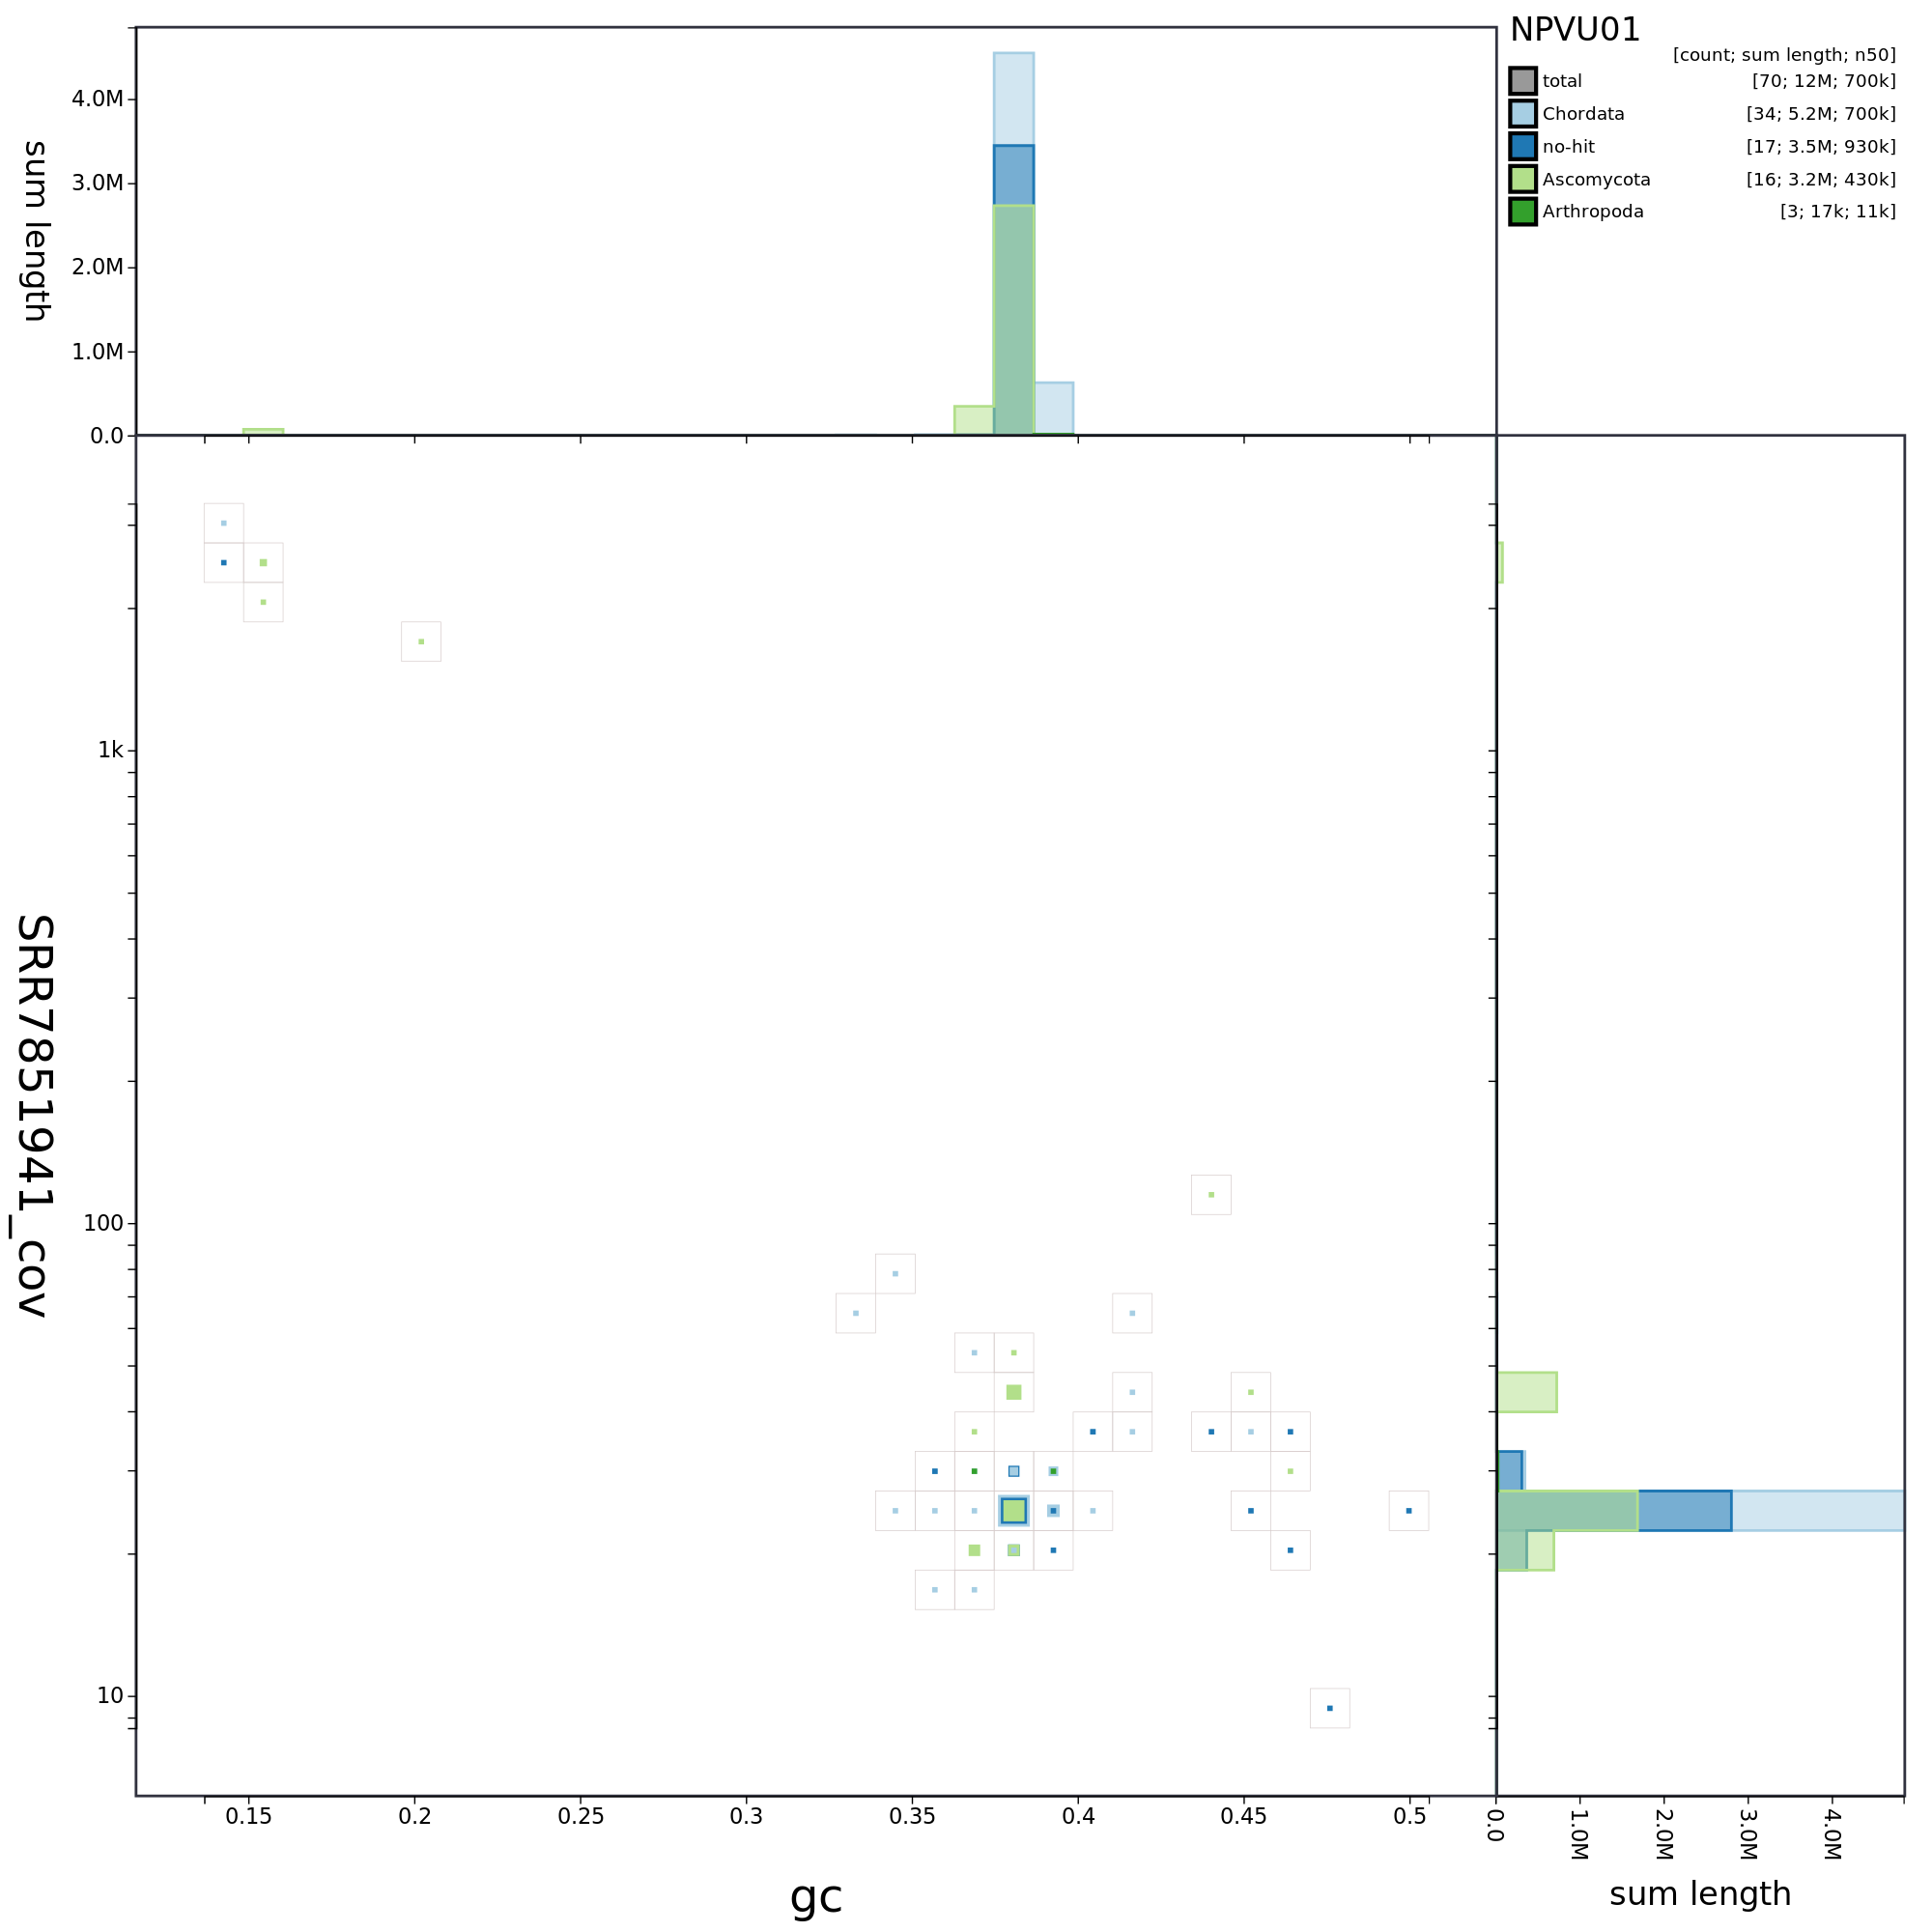 NPVU01
[count; sum length; n50]
total [70; 12M; 700k]
Chordata [34; 5.2M; 700k]
no-hit [17; 3.5M; 930k]
Ascomycota [16; 3.2M; 430k]
Arthropoda [3; 17k; 11k]
sum length
4.0M
3.0M
2.0M
1.0M
0.0
SRR7851941_cov
1k
100
10
0.15 0.2 0.25 0.3 0.35 0.4 0.45 0.5
gc
0.0 1.0M 2.0M 3.0M 4.0M
sum length